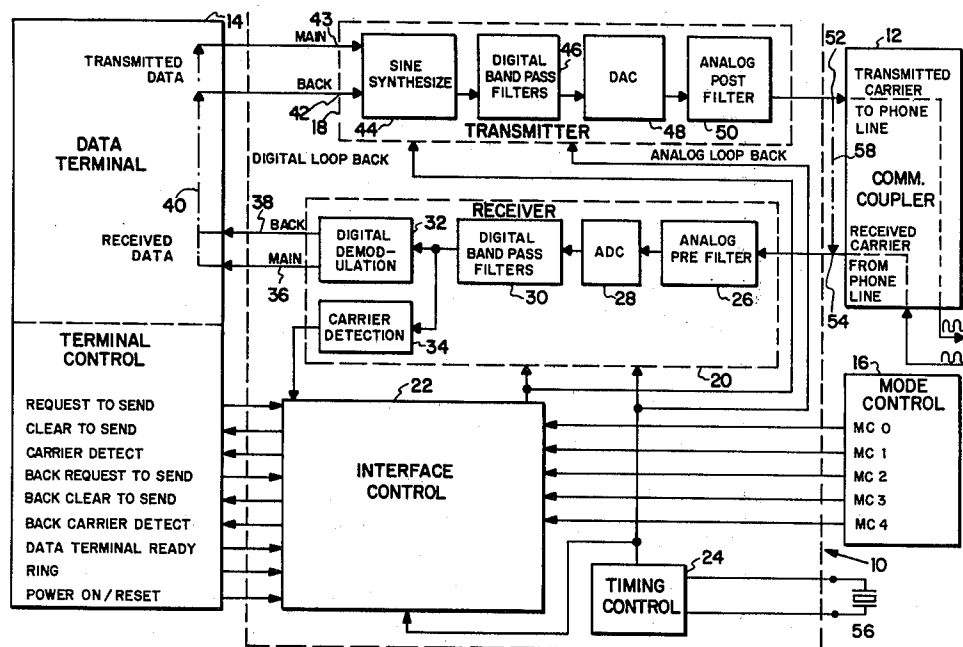 14
DATA TERMINAL
TRANSMITTED DATA
RECEIVED DATA
40
MAIN
43
BACK
42
18
SINE SYNTHESIZE
44
DIGITAL BAND PASS FILTERS
46
DAC
48
ANALOG POST FILTER
50
TRANSMITTER
52
12
TRANSMITTED CARRIER
TO PHONE LINE
58
COMM. COUPLER
RECEIVED CARRIER
FROM PHONE LINE
54
DIGITAL LOOP BACK
ANALOG LOOP BACK
RECEIVER
38
BACK
MAIN
36
32
DIGITAL DEMOD-
ULATION
DIGITAL BAND PASS FILTERS
30
ADC
28
ANALOG PRE FILTER
26
CARRIER DETECTION
34
20
TERMINAL CONTROL
REQUEST TO SEND
CLEAR TO SEND
CARRIER DETECT
BACK REQUEST TO SEND
BACK CLEAR TO SEND
BACK CARRIER DETECT
DATA TERMINAL READY
RING
POWER ON/RESET
22
INTERFACE CONTROL
16
MODE CONTROL
MC 0
MC 1
MC 2
MC 3
MC 4
10
24
TIMING CONTROL
56